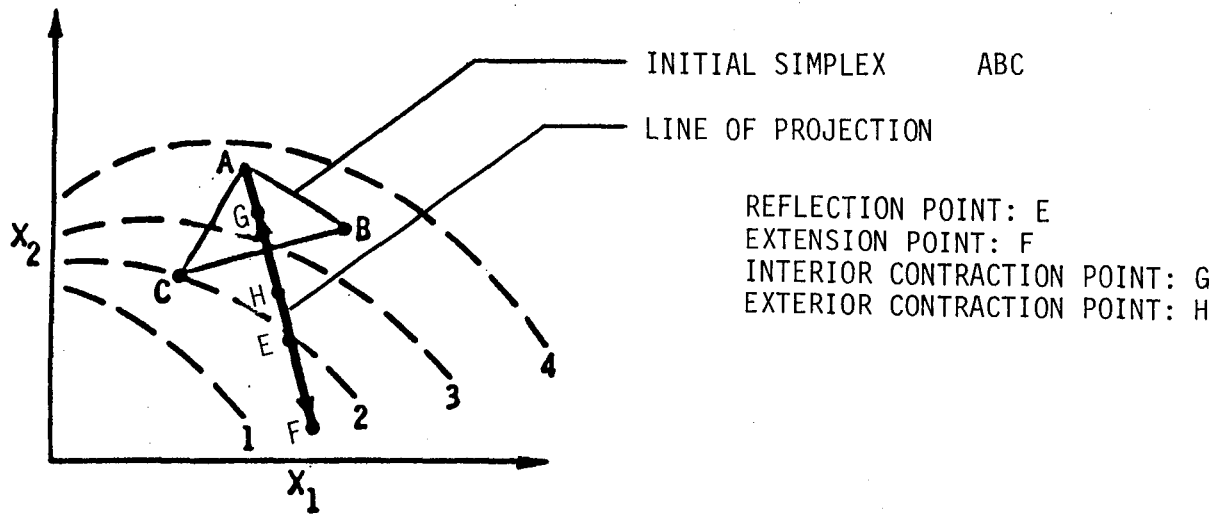 INITIAL SIMPLEX ABC
LINE OF PROJECTION
A
G
B
REFLECTION POINT: E
EXTENSION POINT: F
INTERIOR CONTRACTION POINT: G
EXTERIOR CONTRACTION POINT: H
X2
C
H
E
F
1
2
3
4
X1